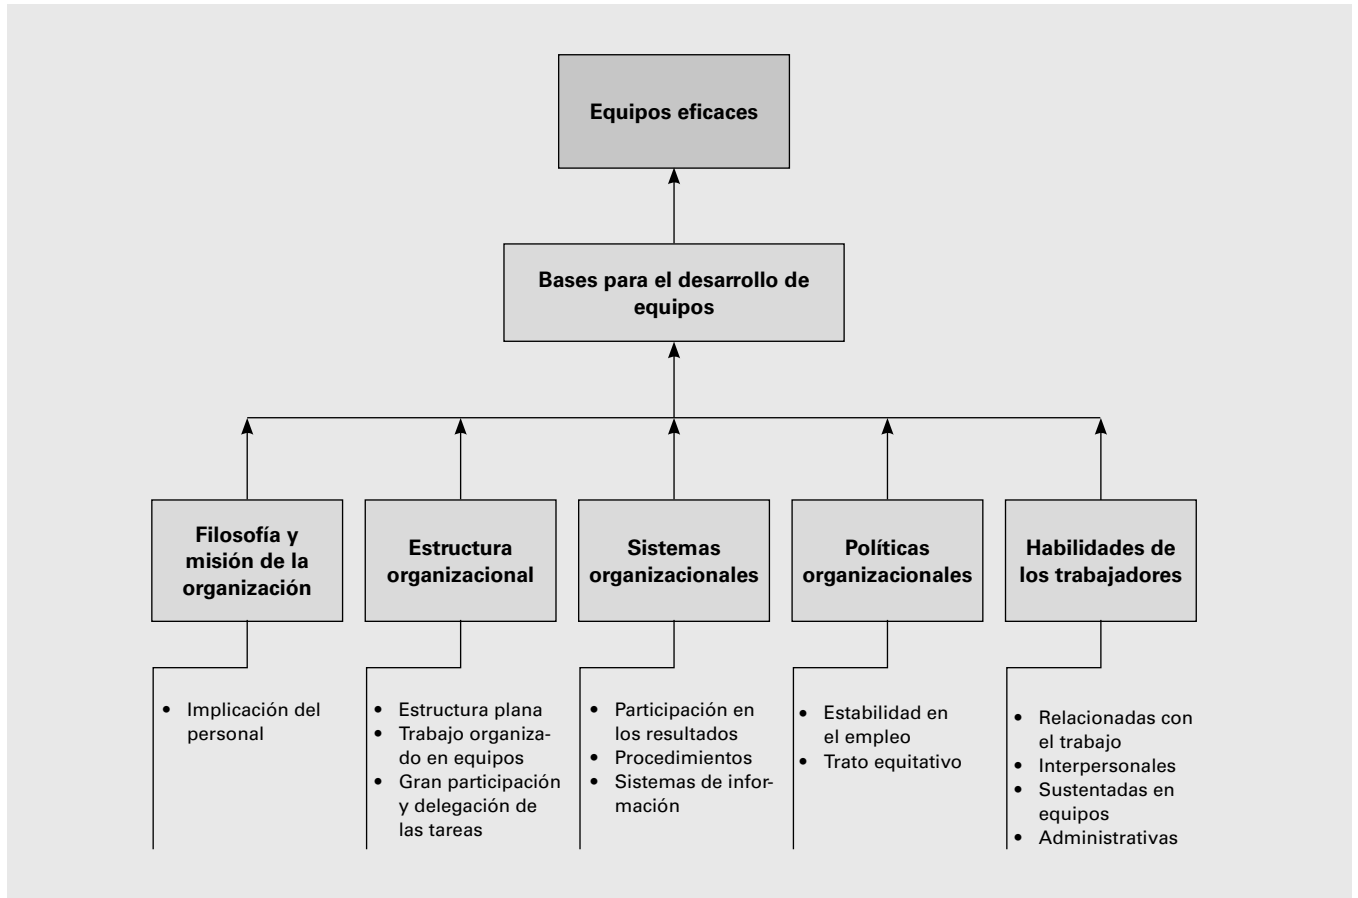 Equipos eficaces
Bases para el desarrollo de
equipos
Filosofía y
misión de la
organización
Estructura
organizacional
Sistemas
organizacionales
Políticas
organizacionales
Habilidades de
los trabajadores
• Implicación del
personal
• Estructura plana
• Trabajo organiza-
do en equipos
• Gran participación
y delegación de
las tareas
• Participación en
los resultados
• Procedimientos
• Sistemas de infor-
mación
• Estabilidad en
el empleo
• Trato equitativo
• Relacionadas con
el trabajo
• Interpersonales
• Sustentadas en
equipos
• Administrativas